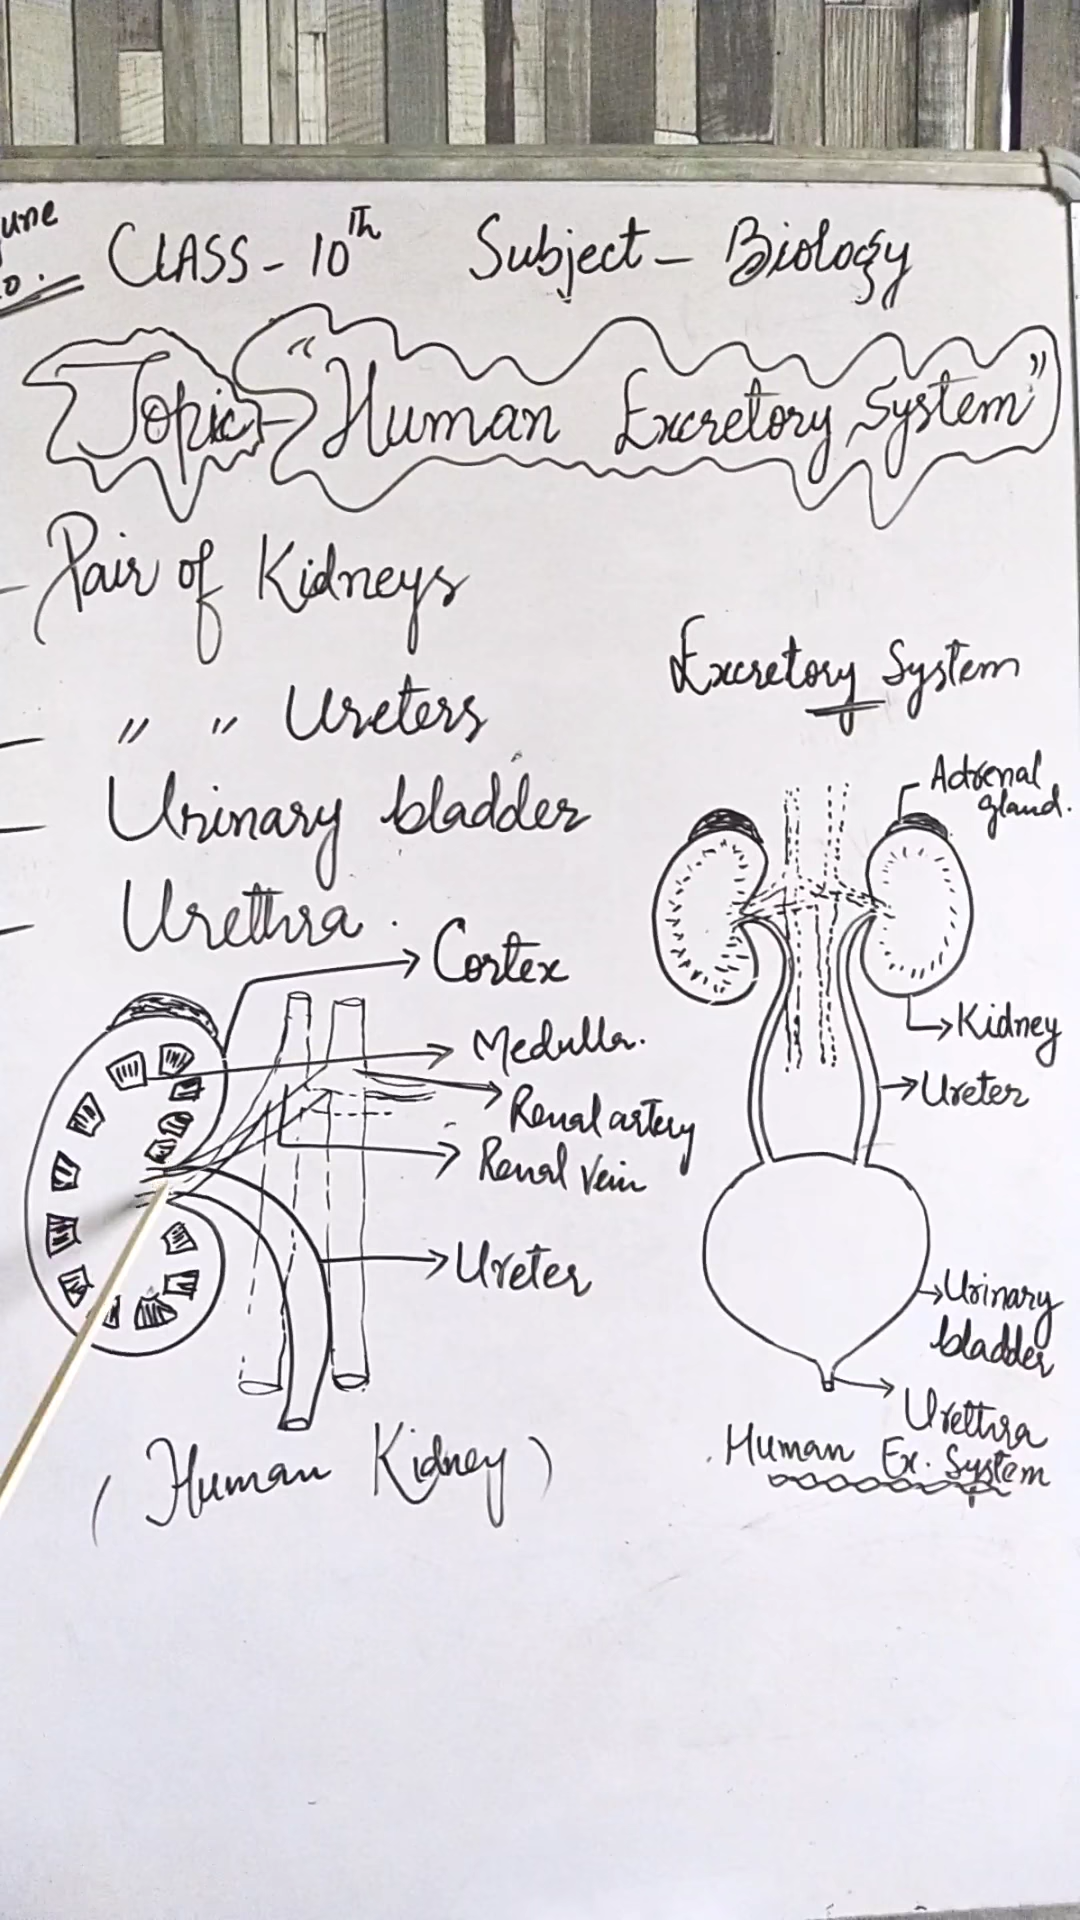 une
CLASS - 10th Subject - Biology
Topic - "Human Excretory System"
- Pair of Kidneys
- " " Ureters
- Urinary bladder
- Urethra.
Cortex
Medulla.
Renal artery
Renal Vein
Ureter
(Human Kidney)
Excretory System
Adrenal
gland.
Kidney
Ureter
Urinary
bladder
Urethra
Human Ex. System